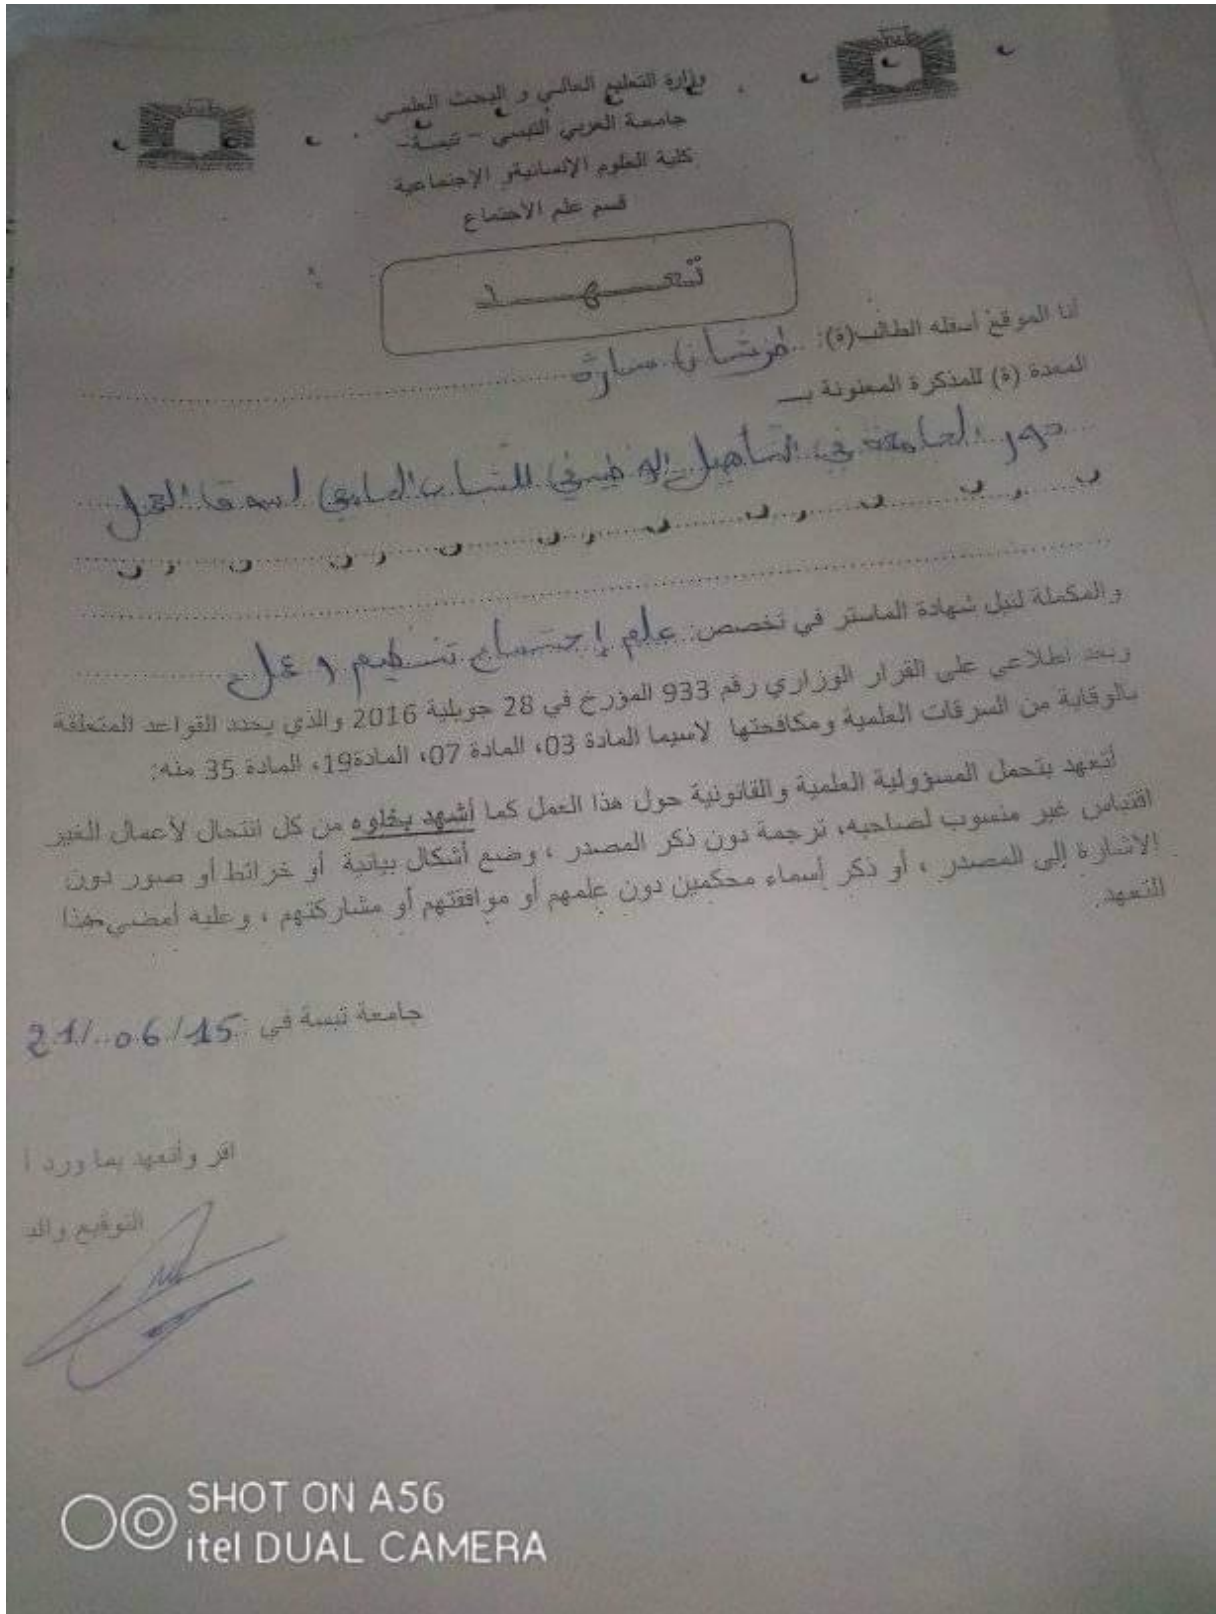 وزارة التعليم العالي و البحث العلمي
جامعة العربي التبسي - تبسة-
كلية العلوم الإنسانيةو الإجتماعية
قسم علم الاجتماع
تعهد
أنا الموقع أسفله الطالب(ة): طرشان سارة
المعدة (ة) للمذكرة المعنونة بـ
دور الجامعة في التأهيل الوظيفي للشباب الجامعي لسوق العمل
والمكملة لنيل شهادة الماستر في تخصص: علم إجتماع تنظيم و عمل
وبعد اطلاعي على القرار الوزاري رقم 933 المؤرخ في 28 جويلية 2016 والذي يحدد القواعد المتعلقة
بالوقاية من السرقات العلمية ومكافحتها لاسيما المادة 03، المادة 07، المادة19، المادة 35 منه:
أتعهد بتحمل المسؤولية العلمية والقانونية حول هذا العمل كما أشهد بخلوه من كل انتحال لأعمال الغير
اقتباس غير منسوب لصاحبه، ترجمة دون ذكر المصدر ، وضع أشكال بيانية أو خرائط أو صور دون
الاشارة إلى المصدر ، أو ذكر أسماء محكمين دون علمهم أو موافقتهم أو مشاركتهم ، وعليه أمضي هذا
التعهد.
جامعة تبسة في : 15/06/21
اقر وأتعهد بما ورد أ
التوقيع والد
SHOT ON A56
itel DUAL CAMERA